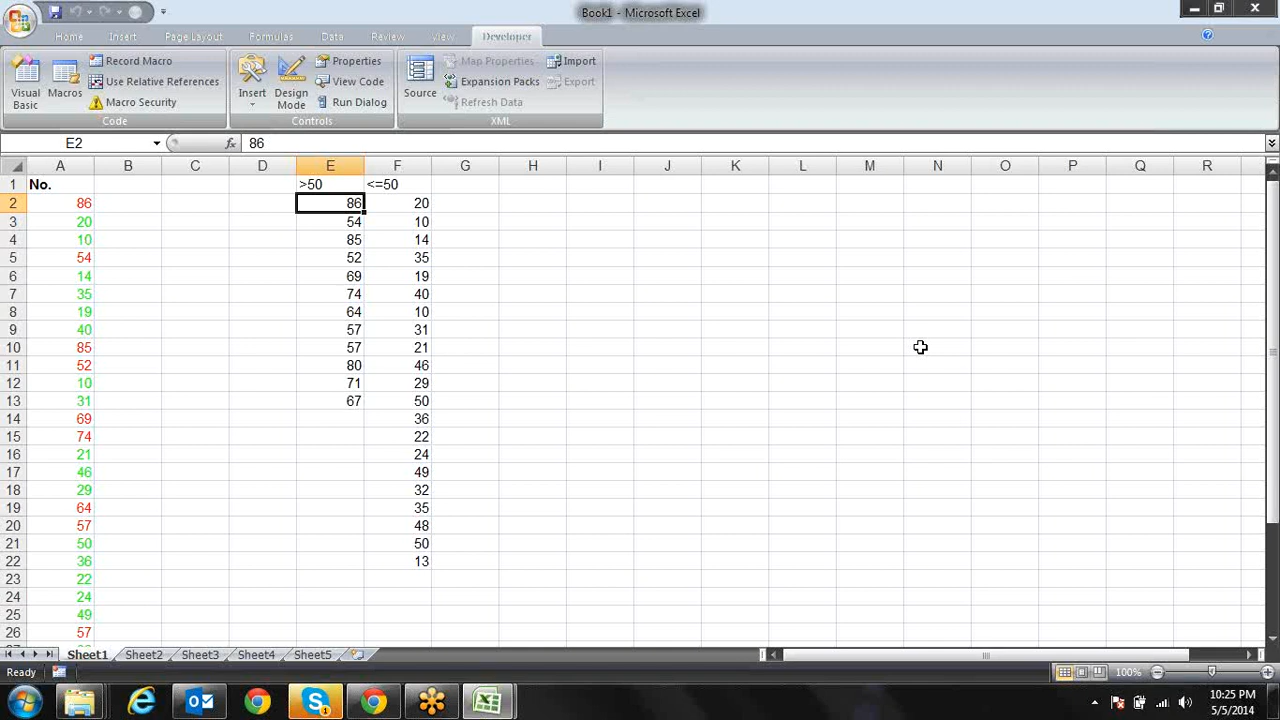 Book1 - Microsoft Excel
Home Insert Page Layout Formulas Data Review View Developer
Visual Basic
Macros
Record Macro
Use Relative References
Macro Security
Code
Insert
Design Mode
Properties
View Code
Run Dialog
Controls
Source
Map Properties
Expansion Packs
Refresh Data
Import
Export
XML
E2 fx 86
A B C D E F G H I J K L M N O P Q R
1 No. >50 <=50
2 86 86 20
3 20 54 10
4 10 85 14
5 54 52 35
6 14 69 19
7 35 74 40
8 19 64 10
9 40 57 31
10 85 57 21
11 52 80 46
12 10 71 29
13 31 67 50
14 69 36
15 74 22
16 21 24
17 46 49
18 29 32
19 64 35
20 57 48
21 50 50
22 36 13
23 22
24 24
25 49
26 57
Sheet1 Sheet2 Sheet3 Sheet4 Sheet5
Ready 100%
10:25 PM
5/5/2014